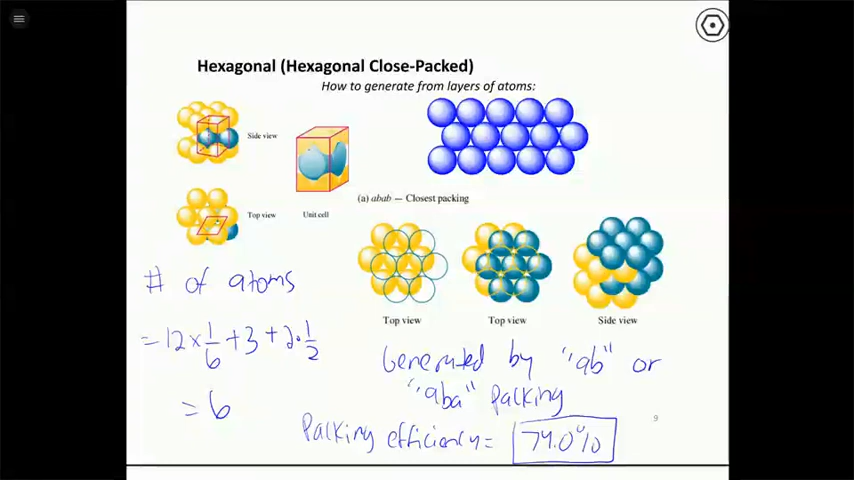 Hexagonal (Hexagonal Close-Packed)
How to generate from layers of atoms:
Side view
Top view
Unit cell
(a) abab — Closest packing
Top view
Top view
Side view
# of atoms
= 12 × 1/6 + 3 + 2 · 1/2
= 6
Generated by "ab" or
"aba" packing
Packing efficiency = 74.0%
9